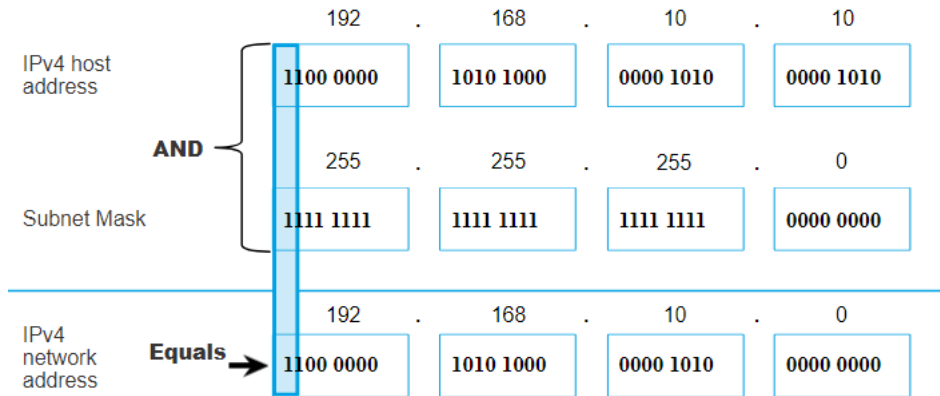 192 . 168 . 10 . 10
IPv4 host
address
1100 0000 1010 1000 0000 1010 0000 1010
AND
255 . 255 . 255 . 0
Subnet Mask
1111 1111 1111 1111 1111 1111 0000 0000
192 . 168 . 10 . 0
IPv4
network
address
Equals
1100 0000 1010 1000 0000 1010 0000 0000